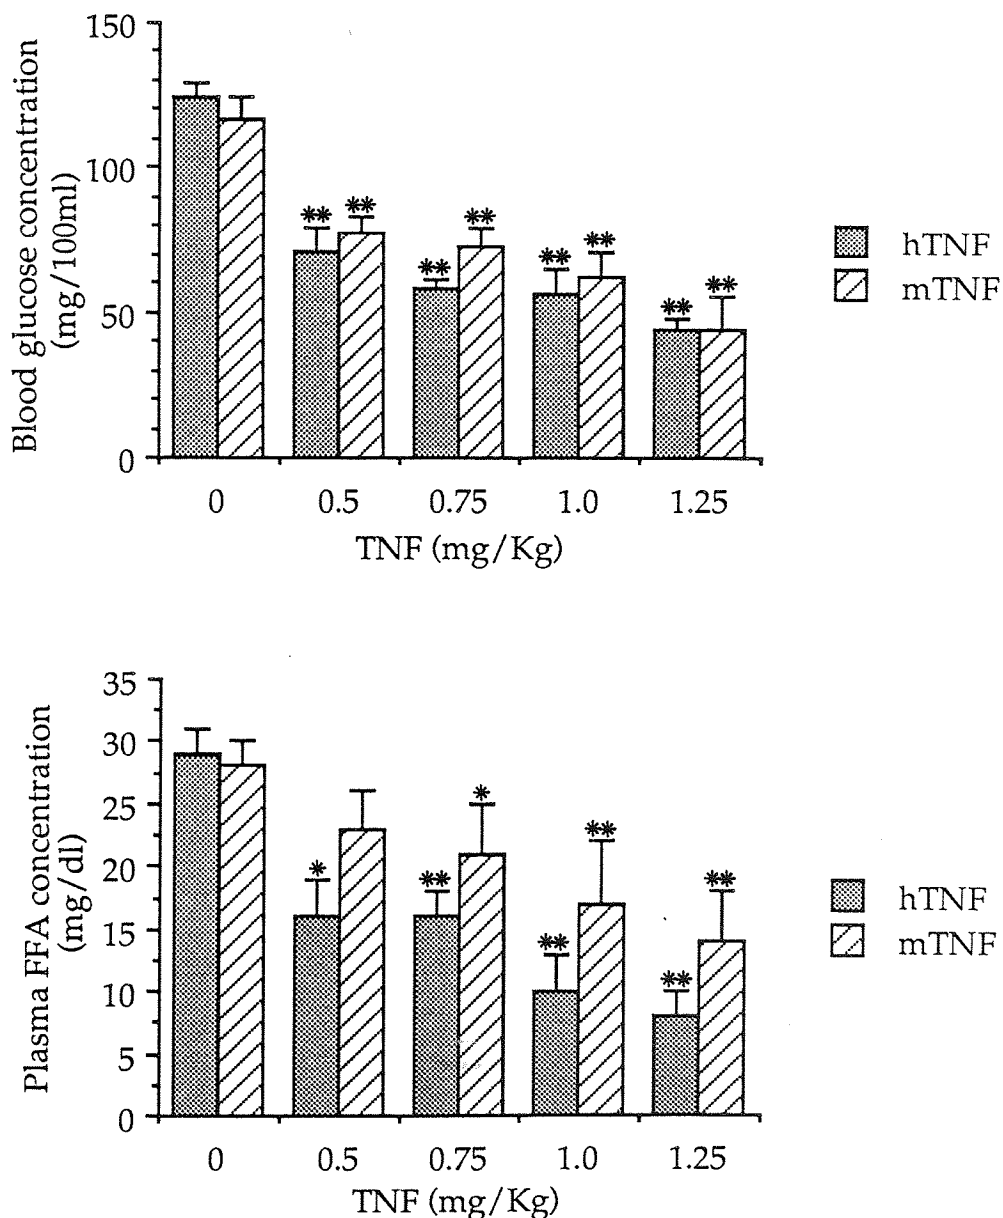 Blood glucose concentration
(mg/100ml)
150
100
50
0
** ** ** ** ** ** ** **
0 0.5 0.75 1.0 1.25
TNF (mg/Kg)
hTNF
mTNF
Plasma FFA concentration
(mg/dl)
35
30
25
20
15
10
5
0
* ** * ** ** ** **
0 0.5 0.75 1.0 1.25
TNF (mg/Kg)
hTNF
mTNF